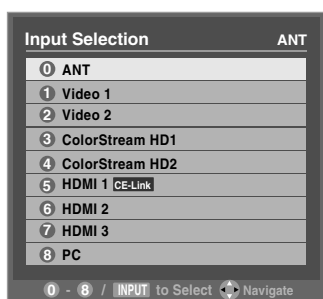 Input Selection ANT
0 ANT
1 Video 1
2 Video 2
3 ColorStream HD1
4 ColorStream HD2
5 HDMI 1 CE-Link
6 HDMI 2
7 HDMI 3
8 PC
0 - 8 / INPUT to Select Navigate